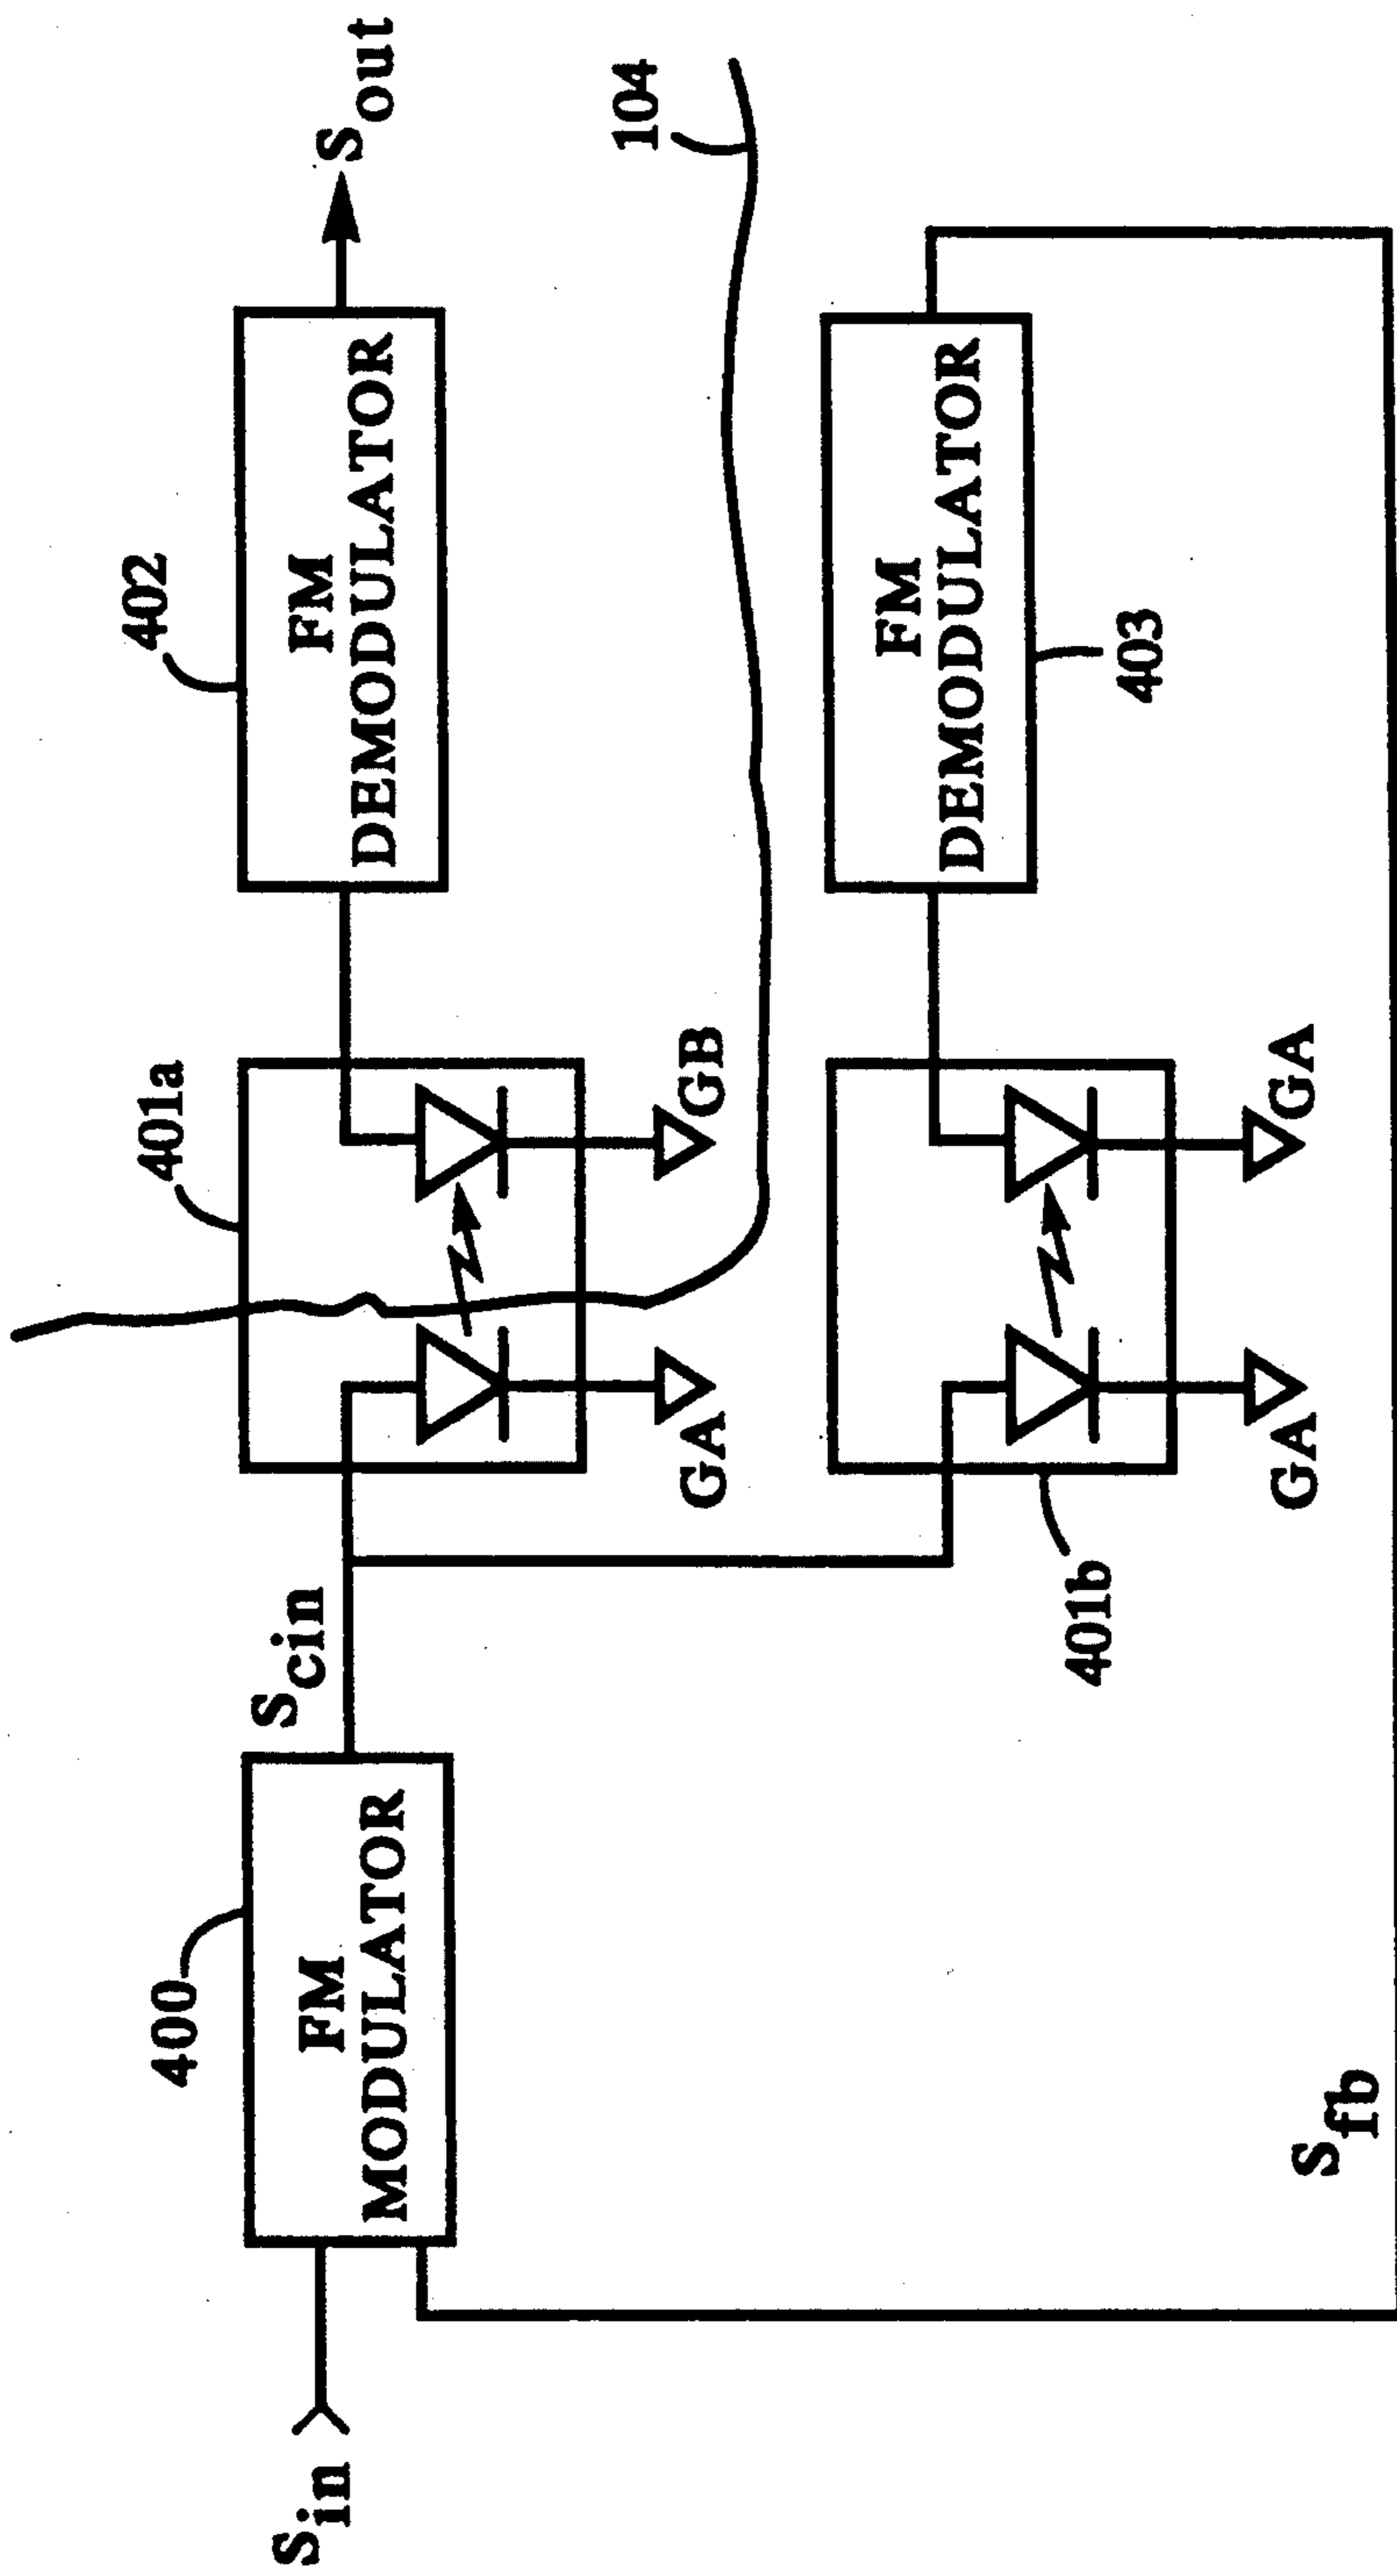 401a
402
400
S_cin
FM
MODULATOR
FM
DEMODULATOR
S_in
S_out
GA
GB
104
401b
FM
DEMODULATOR
403
GA
GA
S_fb